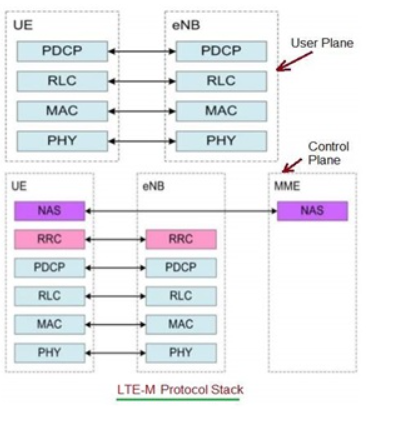 UE
eNB
PDCP
PDCP
User Plane
RLC
RLC
MAC
MAC
PHY
PHY
Control
Plane
UE
eNB
MME
NAS
NAS
RRC
RRC
PDCP
PDCP
RLC
RLC
MAC
MAC
PHY
PHY
LTE-M Protocol Stack